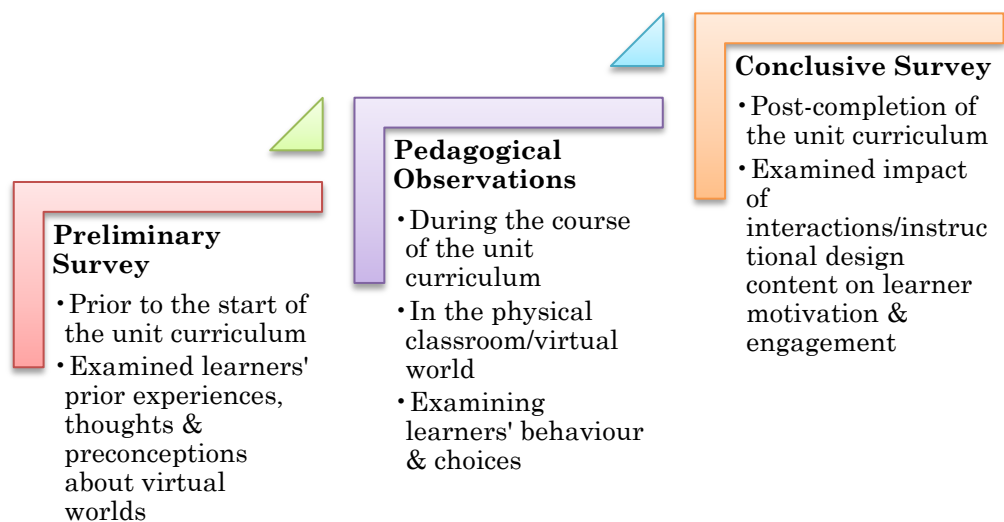 Preliminary
Survey
• Prior to the start of
the unit curriculum
• Examined learners'
prior experiences,
thoughts &
preconceptions
about virtual
worlds
Pedagogical
Observations
• During the course
of the unit
curriculum
• In the physical
classroom/virtual
world
• Examining
learners' behaviour
& choices
Conclusive Survey
• Post-completion of
the unit curriculum
• Examined impact
of
interactions/instruc
tional design
content on learner
motivation &
engagement